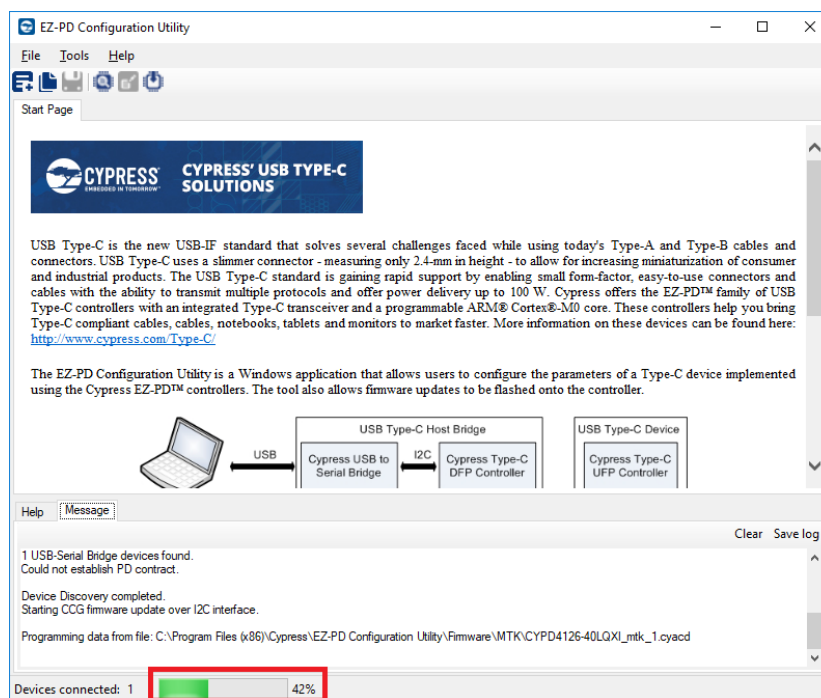 EZ-PD Configuration Utility
File Tools Help
Start Page
CYPRESS
EMBEDDED IN TOMORROW™
CYPRESS' USB TYPE-C
SOLUTIONS
USB Type-C is the new USB-IF standard that solves several challenges faced while using today's Type-A and Type-B cables and
connectors. USB Type-C uses a slimmer connector - measuring only 2.4-mm in height - to allow for increasing miniaturization of consumer
and industrial products. The USB Type-C standard is gaining rapid support by enabling small form-factor, easy-to-use connectors and
cables with the ability to transmit multiple protocols and offer power delivery up to 100 W. Cypress offers the EZ-PD™ family of USB
Type-C controllers with an integrated Type-C transceiver and a programmable ARM® Cortex®-M0 core. These controllers help you bring
Type-C compliant cables, cables, notebooks, tablets and monitors to market faster. More information on these devices can be found here:
http://www.cypress.com/Type-C/
The EZ-PD Configuration Utility is a Windows application that allows users to configure the parameters of a Type-C device implemented
using the Cypress EZ-PD™ controllers. The tool also allows firmware updates to be flashed onto the controller.
USB Type-C Host Bridge
USB Type-C Device
USB
Cypress USB to
Serial Bridge
I2C
Cypress Type-C
DFP Controller
Cypress Type-C
UFP Controller
Help Message
Clear Save log
1 USB-Serial Bridge devices found.
Could not establish PD contract.
Device Discovery completed.
Starting CCG firmware update over I2C interface.
Programming data from file: C:\Program Files (x86)\Cypress\EZ-PD Configuration Utility\Firmware\MTK\CYPD4126-40LQXI_mtk_1.cyacd
Devices connected: 1 42%